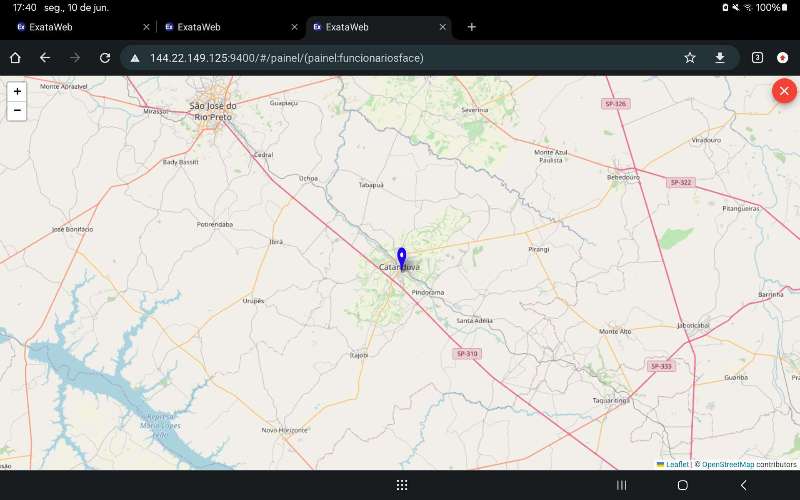 17:40 seg., 10 de jun.
100%
ExataWeb
ExataWeb
ExataWeb
144.22.149.125:9400/#/painel/(painel:funcionariosface)
3
+
−
Monte Aprazível
Mirassol
São José do
Rio Preto
Guapiaçu
Severínia
SP-326
Viradouro
Cedral
Bady Bassitt
Uchoa
Tabapuã
Monte Azul
Paulista
Bebedouro
SP-322
Pitangueiras
José Bonifácio
Potirendaba
Ibirá
Pirangi
Catanduva
Pindorama
Barrinha
Urupês
Santa Adélia
Monte Alto
Jaboticabal
Itajobi
SP-310
SP-333
Guariba
Taquaritinga
Represa
Mário Lopes
Leão
Novo Horizonte
Leaflet | © OpenStreetMap contributors